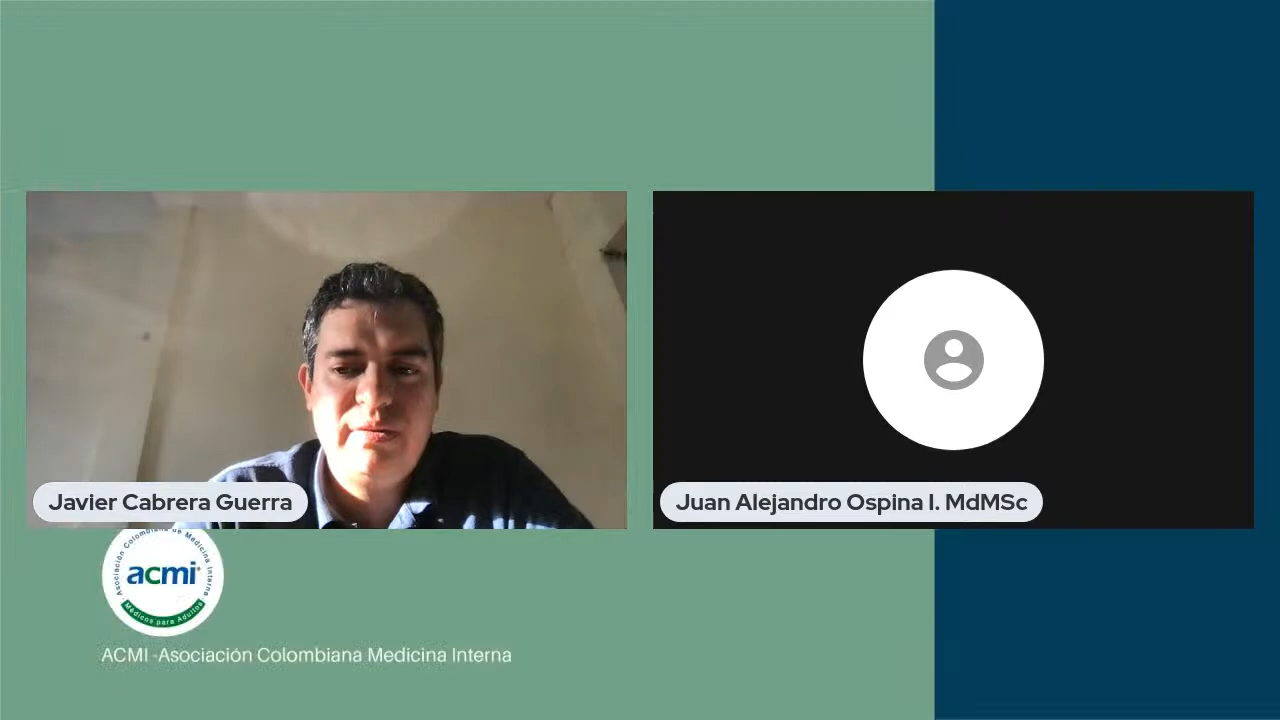 Javier Cabrera Guerra
Juan Alejandro Ospina I. MdMSc
Asociación Colombiana de Medicina Interna
acmi
Médicos para Adultos
ACMI -Asociación Colombiana Medicina Interna